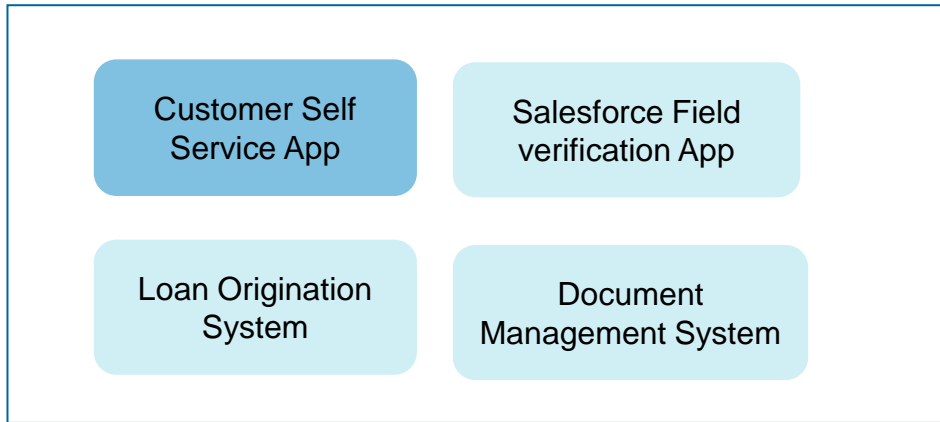 Customer Self
Service App
Salesforce Field
verification App
Loan Origination
System
Document
Management System